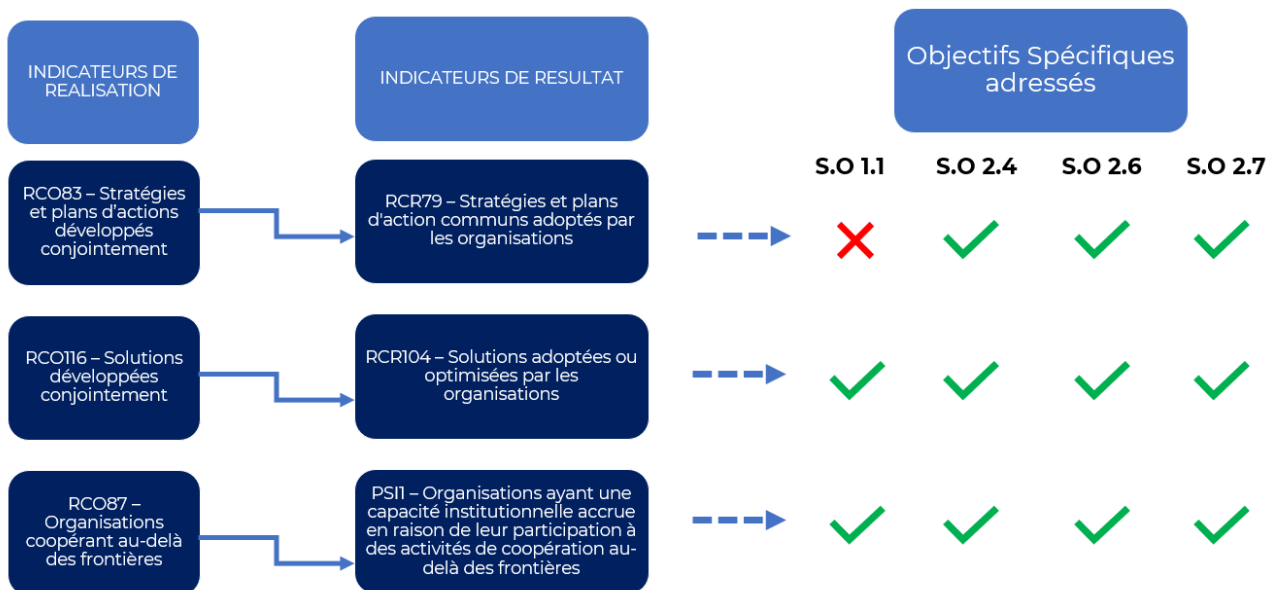 INDICATEURS DE
REALISATION
INDICATEURS DE RESULTAT
Objectifs Spécifiques
adressés
S.O 1.1 S.O 2.4 S.O 2.6 S.O 2.7
RCO83 – Stratégies
et plans d’actions
développés
conjointement
RCR79 – Stratégies et plans
d'action communs adoptés par
les organisations
RCO116 – Solutions
développées
conjointement
RCR104 – Solutions adoptées ou
optimisées par les
organisations
RCO87 –
Organisations
coopérant au-delà
des frontières
PSI1 – Organisations ayant une
capacité institutionnelle accrue
en raison de leur participation à
des activités de coopération au-
delà des frontières